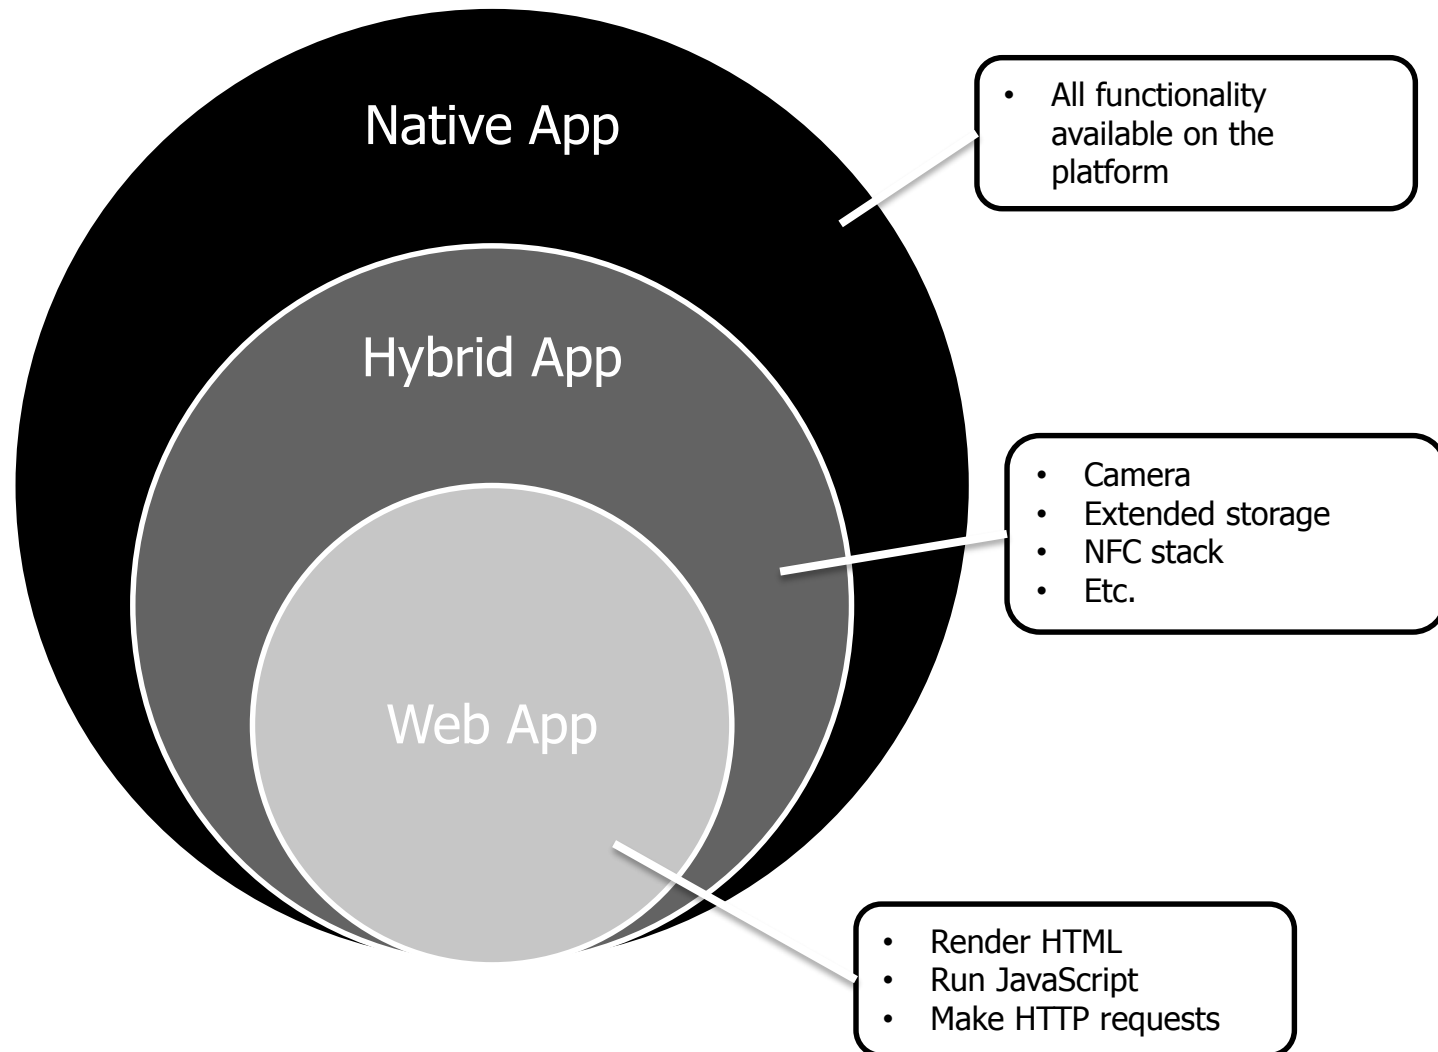 Native App
• All functionality
available on the
platform
Hybrid App
• Camera
• Extended storage
• NFC stack
• Etc.
Web App
• Render HTML
• Run JavaScript
• Make HTTP requests